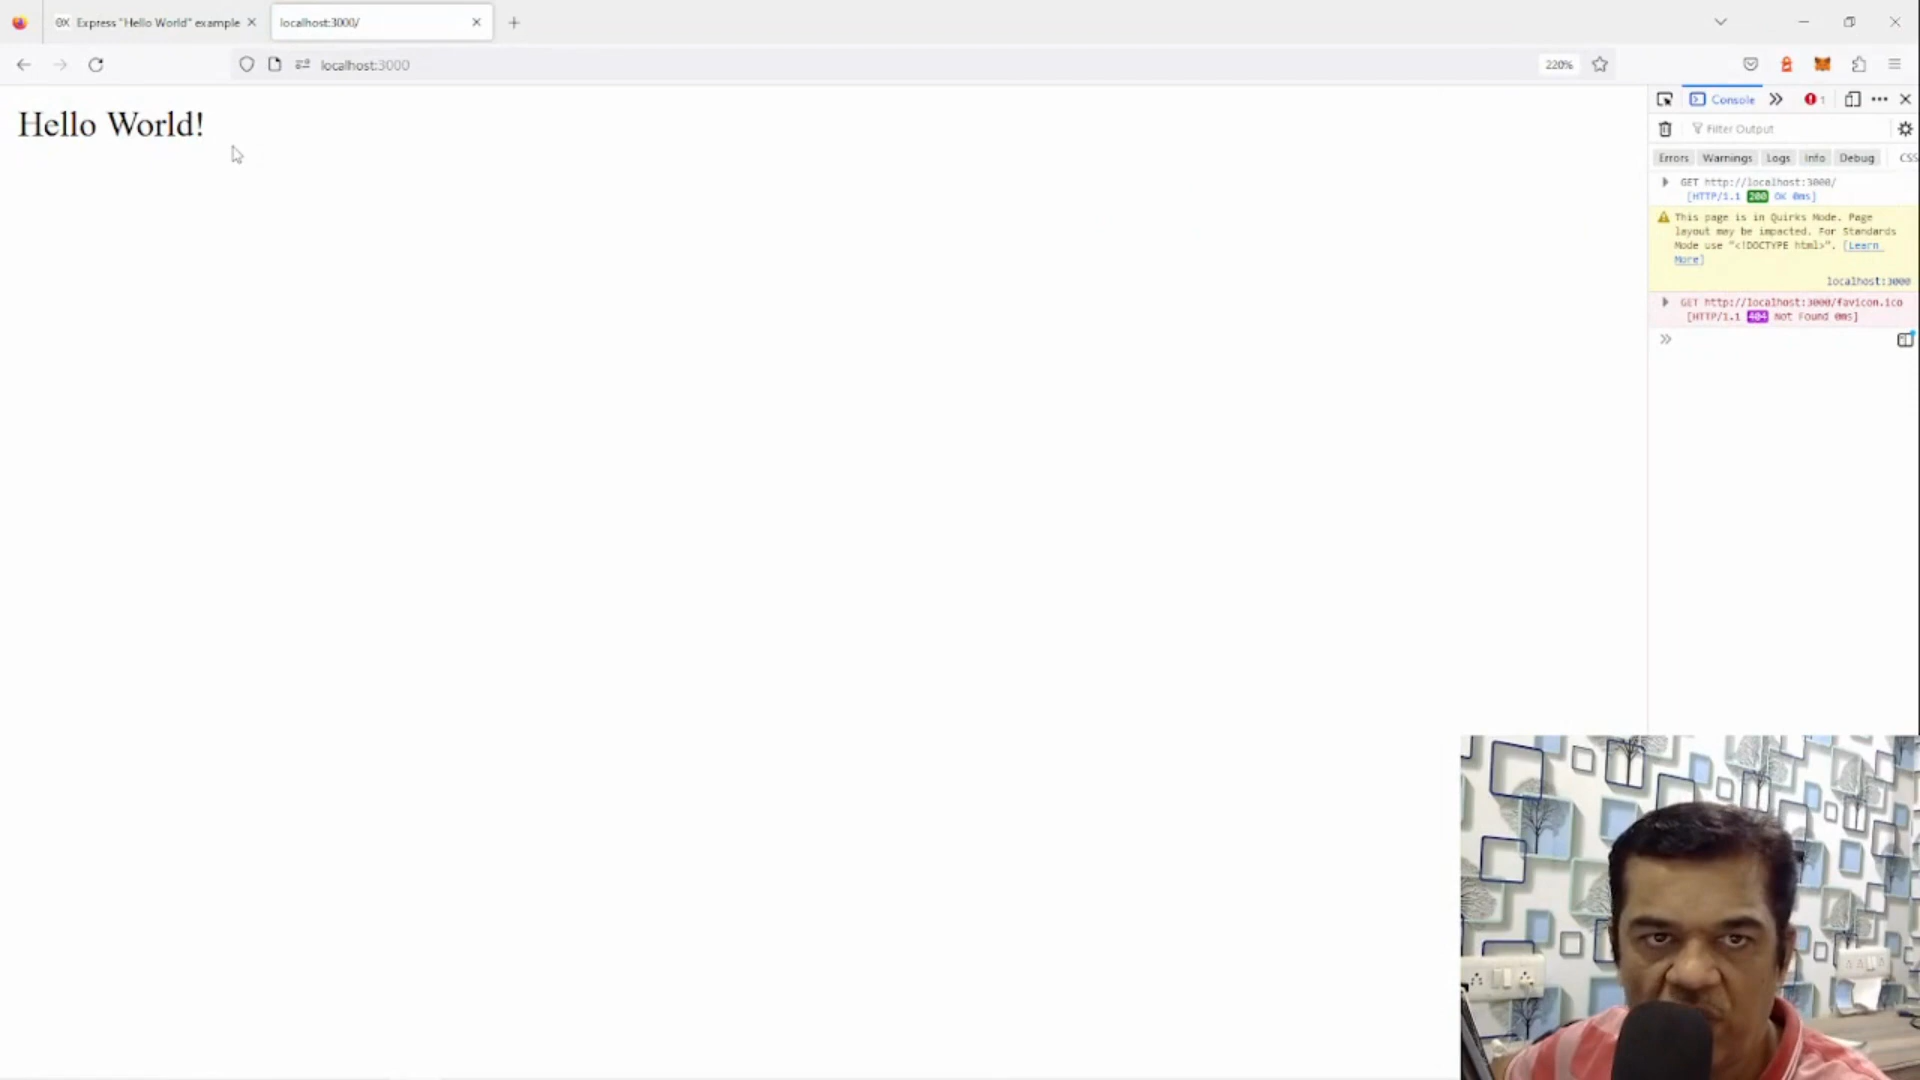 Express "Hello World" example
localhost:3000/
localhost:3000
220%
Hello World!
Console
1
Filter Output
Errors Warnings Logs Info Debug CSS
GET http://localhost:3000/
[HTTP/1.1 200 OK 0ms]
This page is in Quirks Mode. Page
layout may be impacted. For Standards
Mode use "<!DOCTYPE html>". [Learn
More]
localhost:3000
GET http://localhost:3000/favicon.ico
[HTTP/1.1 404 Not Found 0ms]